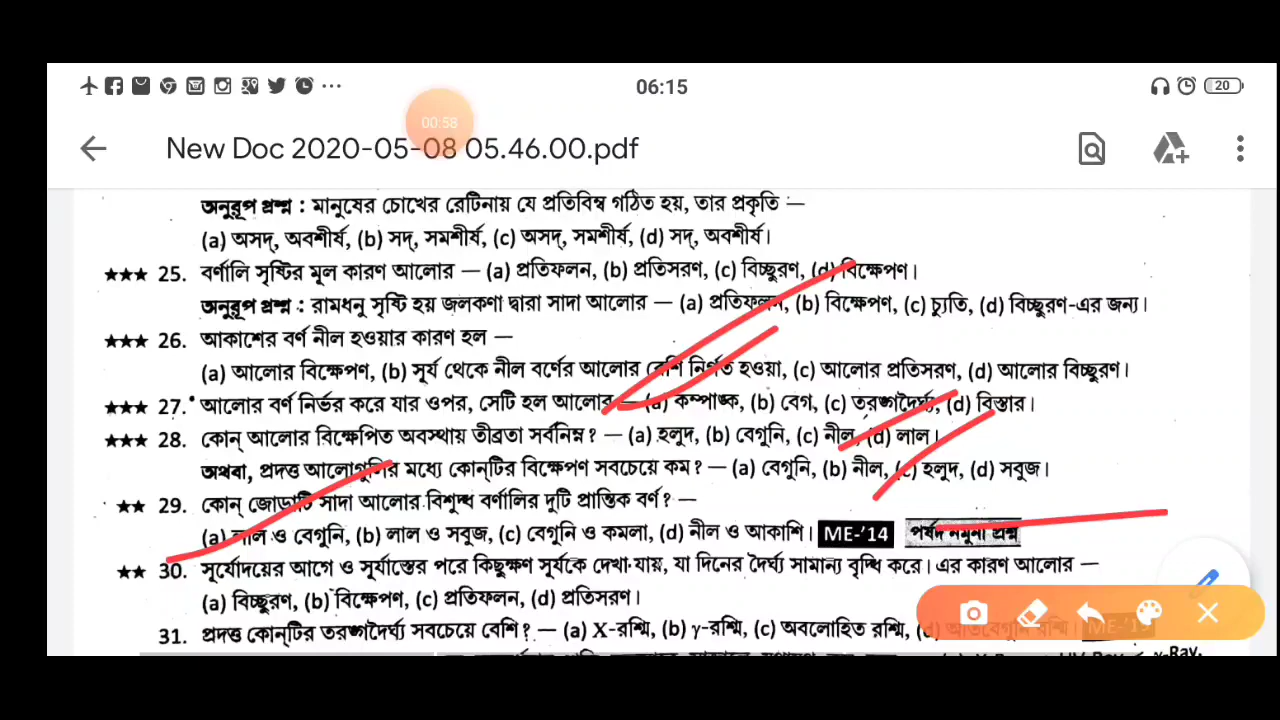 06:15
20
00:58
New Doc 2020-05-08 05.46.00.pdf
অনুরূপ প্রশ্ন : মানুষের চোখের রেটিনায় যে প্রতিবিম্ব গঠিত হয়, তার প্রকৃতি —
(a) অসদ্, অবশীর্ষ, (b) সদ্, সমশীর্ষ, (c) অসদ্, সমশীর্ষ, (d) সদ্, অবশীর্ষ।
★★★ 25. বর্ণালি সৃষ্টির মূল কারণ আলোর — (a) প্রতিফলন, (b) প্রতিসরণ, (c) বিচ্ছুরণ, (d) বিক্ষেপণ।
অনুরূপ প্রশ্ন : রামধনু সৃষ্টি হয় জলকণা দ্বারা সাদা আলোর — (a) প্রতিফলন, (b) বিক্ষেপণ, (c) চ্যুতি, (d) বিচ্ছুরণ-এর জন্য।
★★★ 26. আকাশের বর্ণ নীল হওয়ার কারণ হল —
(a) আলোর বিক্ষেপণ, (b) সূর্য থেকে নীল বর্ণের আলোর বেশি নির্গত হওয়া, (c) আলোর প্রতিসরণ, (d) আলোর বিচ্ছুরণ।
★★★ 27. আলোর বর্ণ নির্ভর করে যার ওপর, সেটি হল আলোর — (a) কম্পাঙ্ক, (b) বেগ, (c) তরঙ্গদৈর্ঘ্য, (d) বিস্তার।
★★★ 28. কোন্ আলোর বিক্ষেপিত অবস্থায় তীব্রতা সর্বনিম্ন? — (a) হলুদ, (b) বেগুনি, (c) নীল, (d) লাল।
অথবা, প্রদত্ত আলোগুলির মধ্যে কোন্‌টির বিক্ষেপণ সবচেয়ে কম? — (a) বেগুনি, (b) নীল, (c) হলুদ, (d) সবুজ।
★★ 29. কোন্ জোড়াটি সাদা আলোর বিশুদ্ধ বর্ণালির দুটি প্রান্তিক বর্ণ? —
(a) লাল ও বেগুনি, (b) লাল ও সবুজ, (c) বেগুনি ও কমলা, (d) নীল ও আকাশি। ME-'14 পর্ষদ নমুনা প্রশ্ন
★★ 30. সূর্যোদয়ের আগে ও সূর্যাস্তের পরে কিছুক্ষণ সূর্যকে দেখা যায়, যা দিনের দৈর্ঘ্য সামান্য বৃদ্ধি করে। এর কারণ আলোর —
(a) বিচ্ছুরণ, (b) বিক্ষেপণ, (c) প্রতিফলন, (d) প্রতিসরণ।
31. প্রদত্ত কোন্‌টির তরঙ্গদৈর্ঘ্য সবচেয়ে বেশি? — (a) X-রশ্মি, (b) γ-রশ্মি, (c) অবলোহিত রশ্মি, (d) অতিবেগুনি রশ্মি।